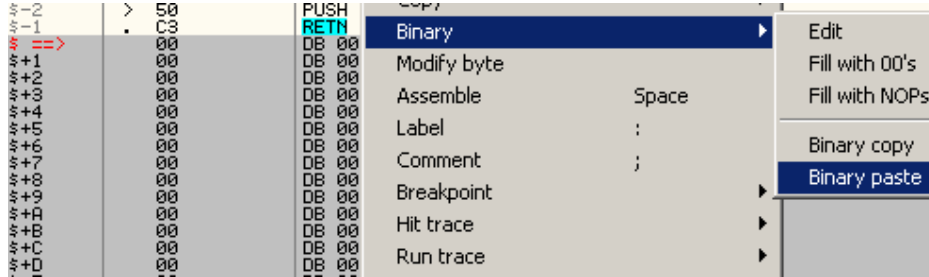 $-2 > 50 PUSH Copy
$-1 . C3 RETN Binary Edit
$ ==> 00 DB 00
$+1 00 DB 00 Modify byte Fill with 00's
$+2 00 DB 00
$+3 00 DB 00 Assemble Space Fill with NOPs
$+4 00 DB 00
$+5 00 DB 00 Label :
$+6 00 DB 00 Binary copy
$+7 00 DB 00 Comment ;
$+8 00 DB 00 Binary paste
$+9 00 DB 00 Breakpoint
$+A 00 DB 00
$+B 00 DB 00 Hit trace
$+C 00 DB 00
$+D 00 DB 00 Run trace